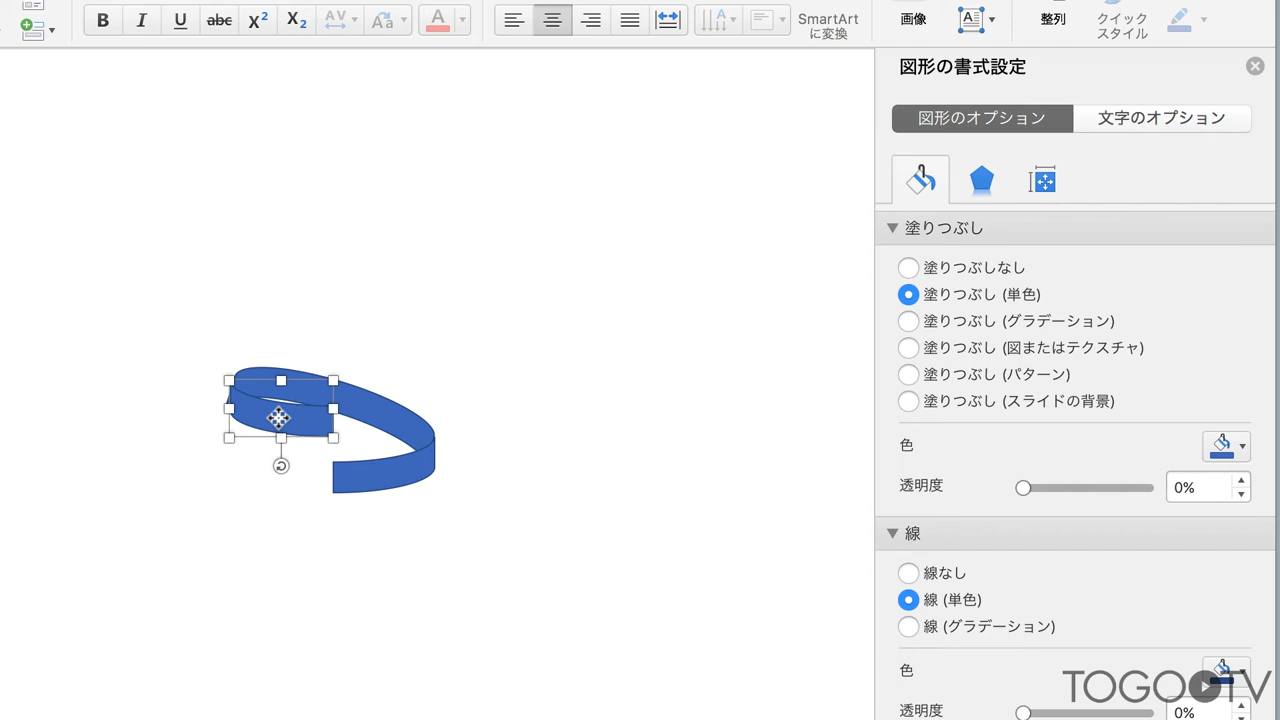 B I U abc X² X₂ AV Aa A
A
SmartArt
に変換
画像
A
整列
クイック
スタイル
図形の書式設定
図形のオプション
文字のオプション
塗りつぶし
塗りつぶしなし
塗りつぶし (単色)
塗りつぶし (グラデーション)
塗りつぶし (図またはテクスチャ)
塗りつぶし (パターン)
塗りつぶし (スライドの背景)
色
透明度
0%
線
線なし
線 (単色)
線 (グラデーション)
色
透明度
0%
TOGOTV